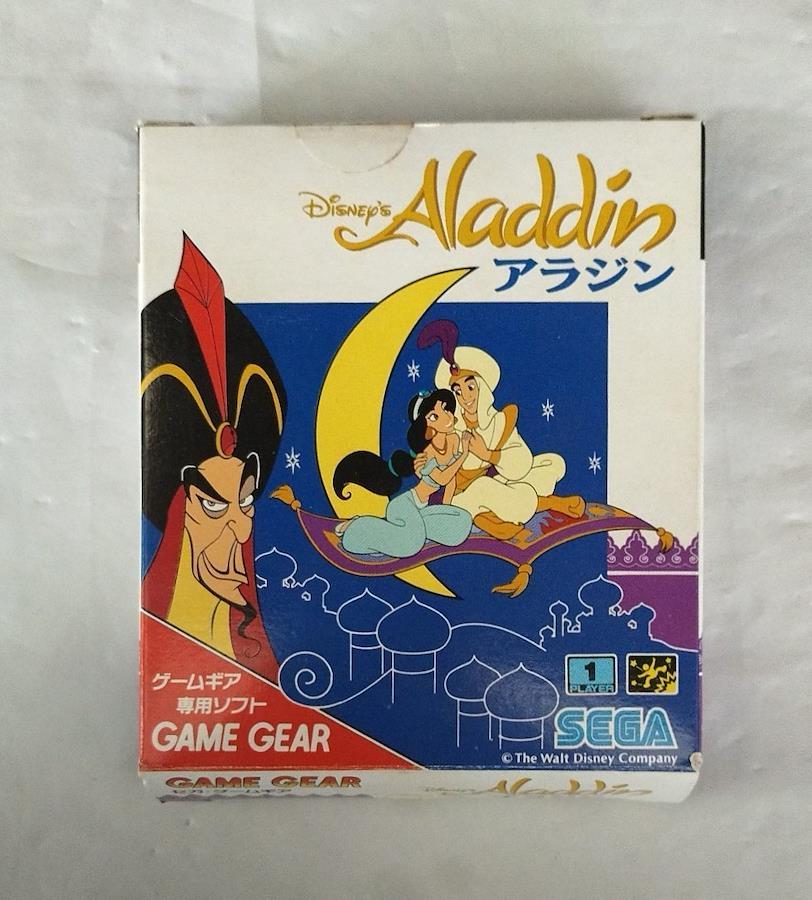 Disney's Aladdin
アラジン
ゲームギア
専用ソフト
GAME GEAR
1
PLAYER
SEGA
© The Walt Disney Company
GAME GEAR
Aladdin